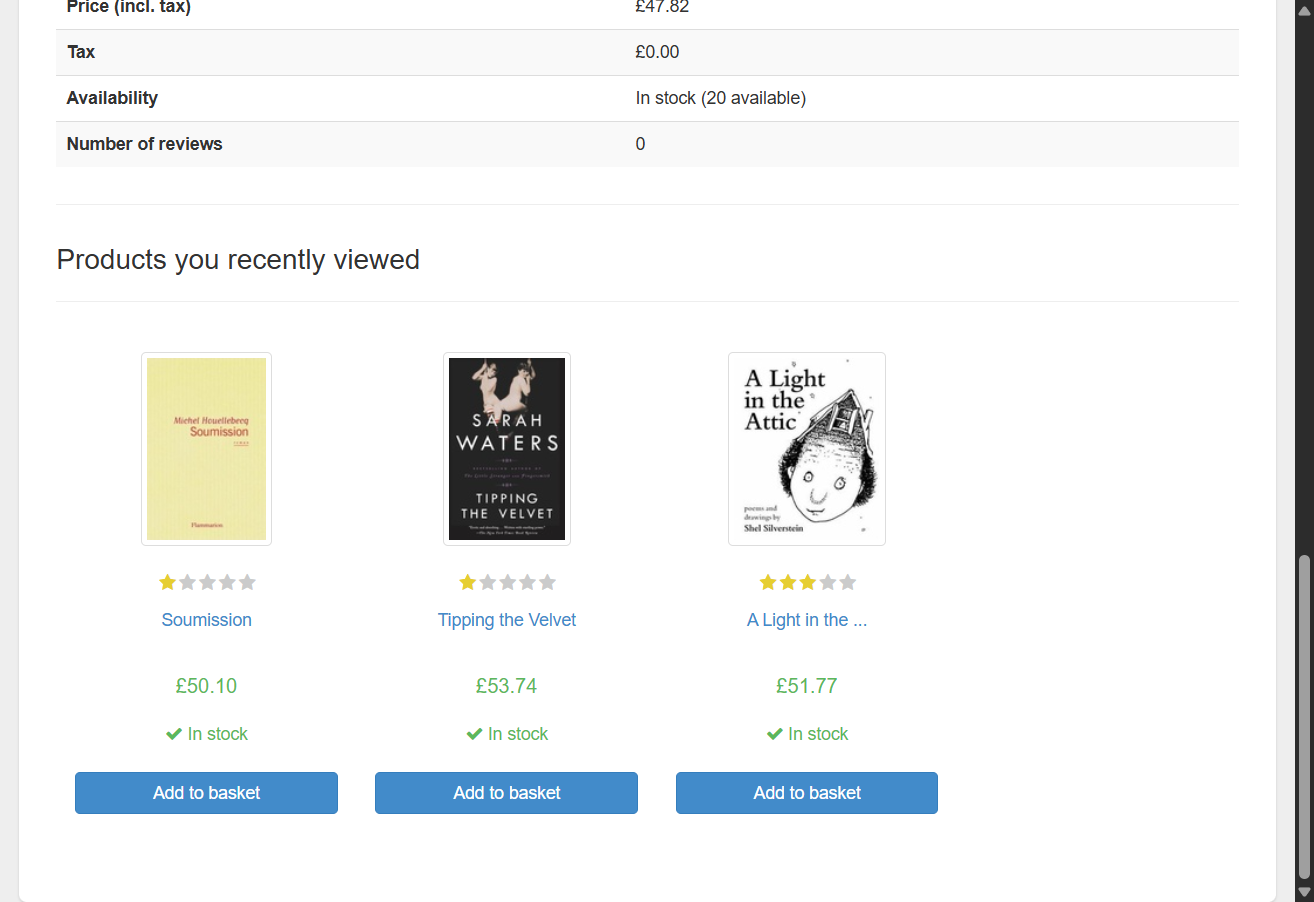 Price (incl. tax) £47.82
Tax £0.00
Availability In stock (20 available)
Number of reviews 0
Products you recently viewed
Michel Houellebecq
Soumission
Flammarion
SARAH
WATERS
TIPPING
THE VELVET
A Light
in the
Attic
poems and
drawings by
Shel Silverstein
Soumission Tipping the Velvet A Light in the ...
£50.10 £53.74 £51.77
In stock In stock In stock
Add to basket Add to basket Add to basket